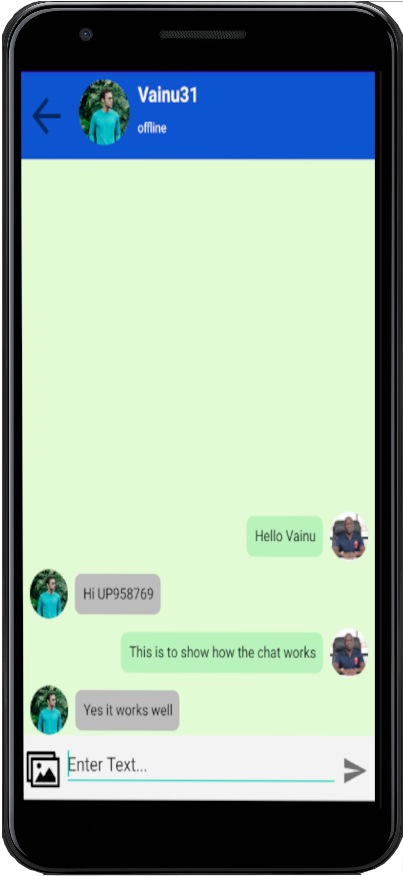 Vainu31
offline
Hello Vainu
Hi UP958769
This is to show how the chat works
Yes it works well
Enter Text...